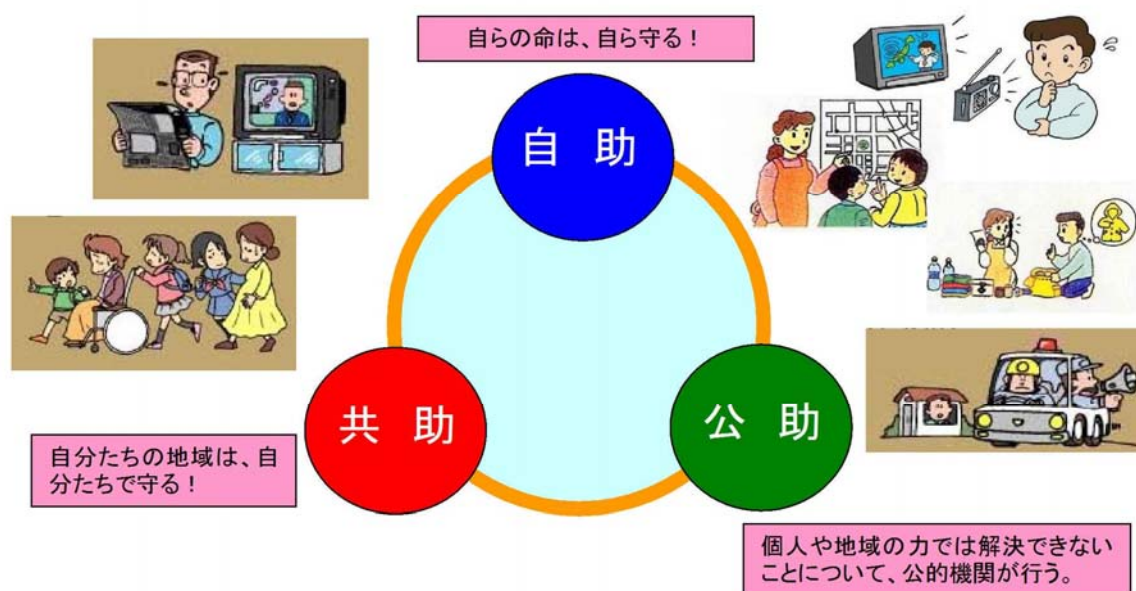 自らの命は、自ら守る！
自 助
共 助
公 助
自分たちの地域は、自
分たちで守る！
個人や地域の力では解決できない
ことについて、公的機関が行う。